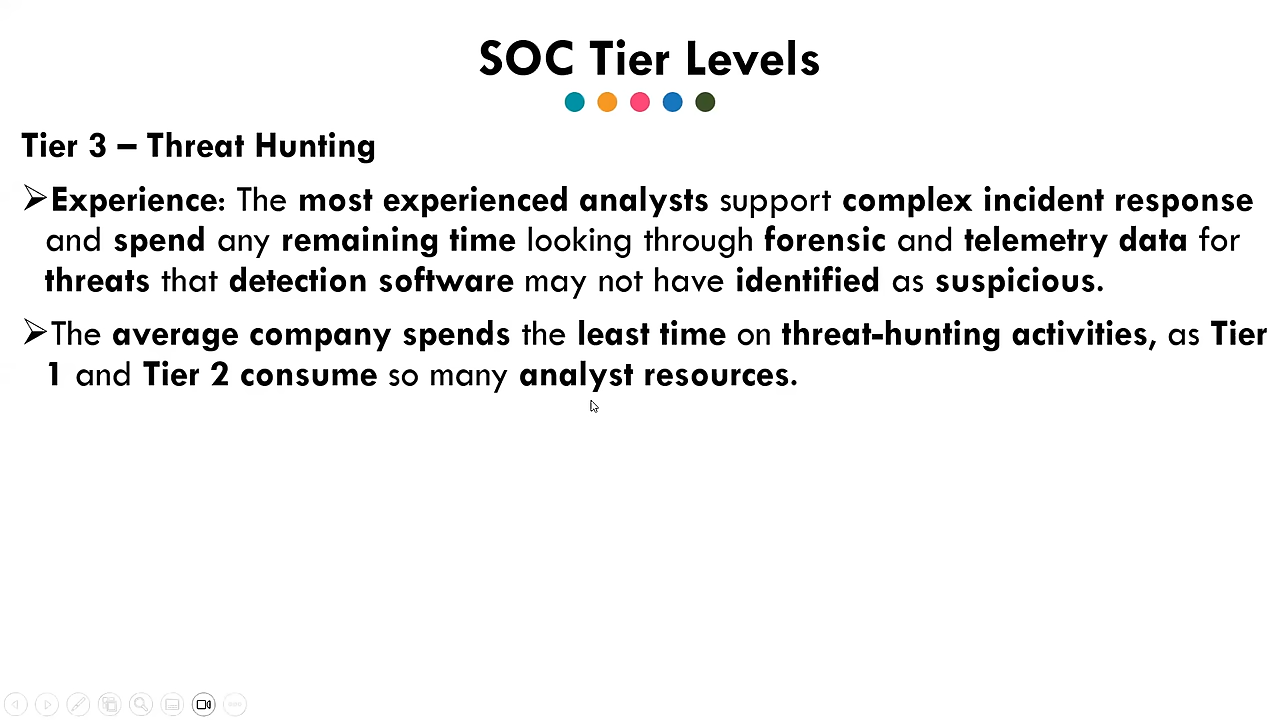 SOC Tier Levels
Tier 3 – Threat Hunting
➢Experience: The most experienced analysts support complex incident response
and spend any remaining time looking through forensic and telemetry data for
threats that detection software may not have identified as suspicious.
➢The average company spends the least time on threat-hunting activities, as Tier
1 and Tier 2 consume so many analyst resources.